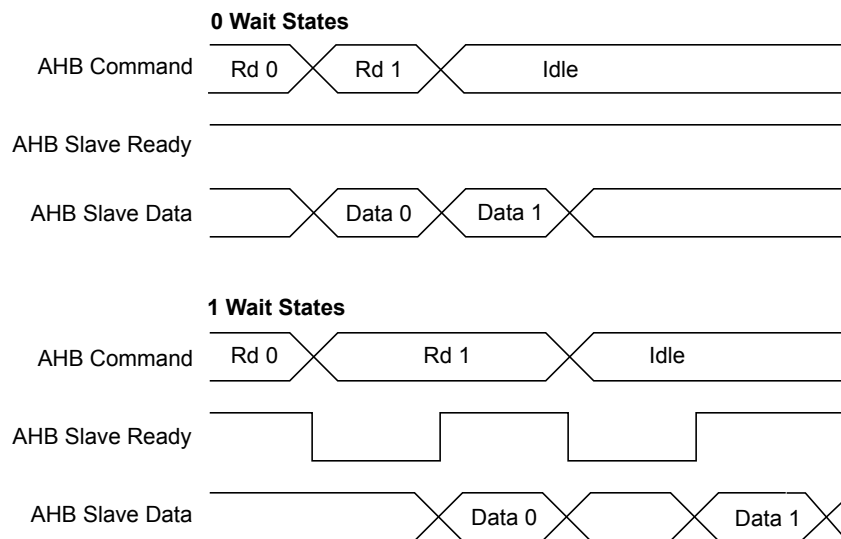 0 Wait States
AHB Command Rd 0 Rd 1 Idle
AHB Slave Ready
AHB Slave Data Data 0 Data 1
1 Wait States
AHB Command Rd 0 Rd 1 Idle
AHB Slave Ready
AHB Slave Data Data 0 Data 1